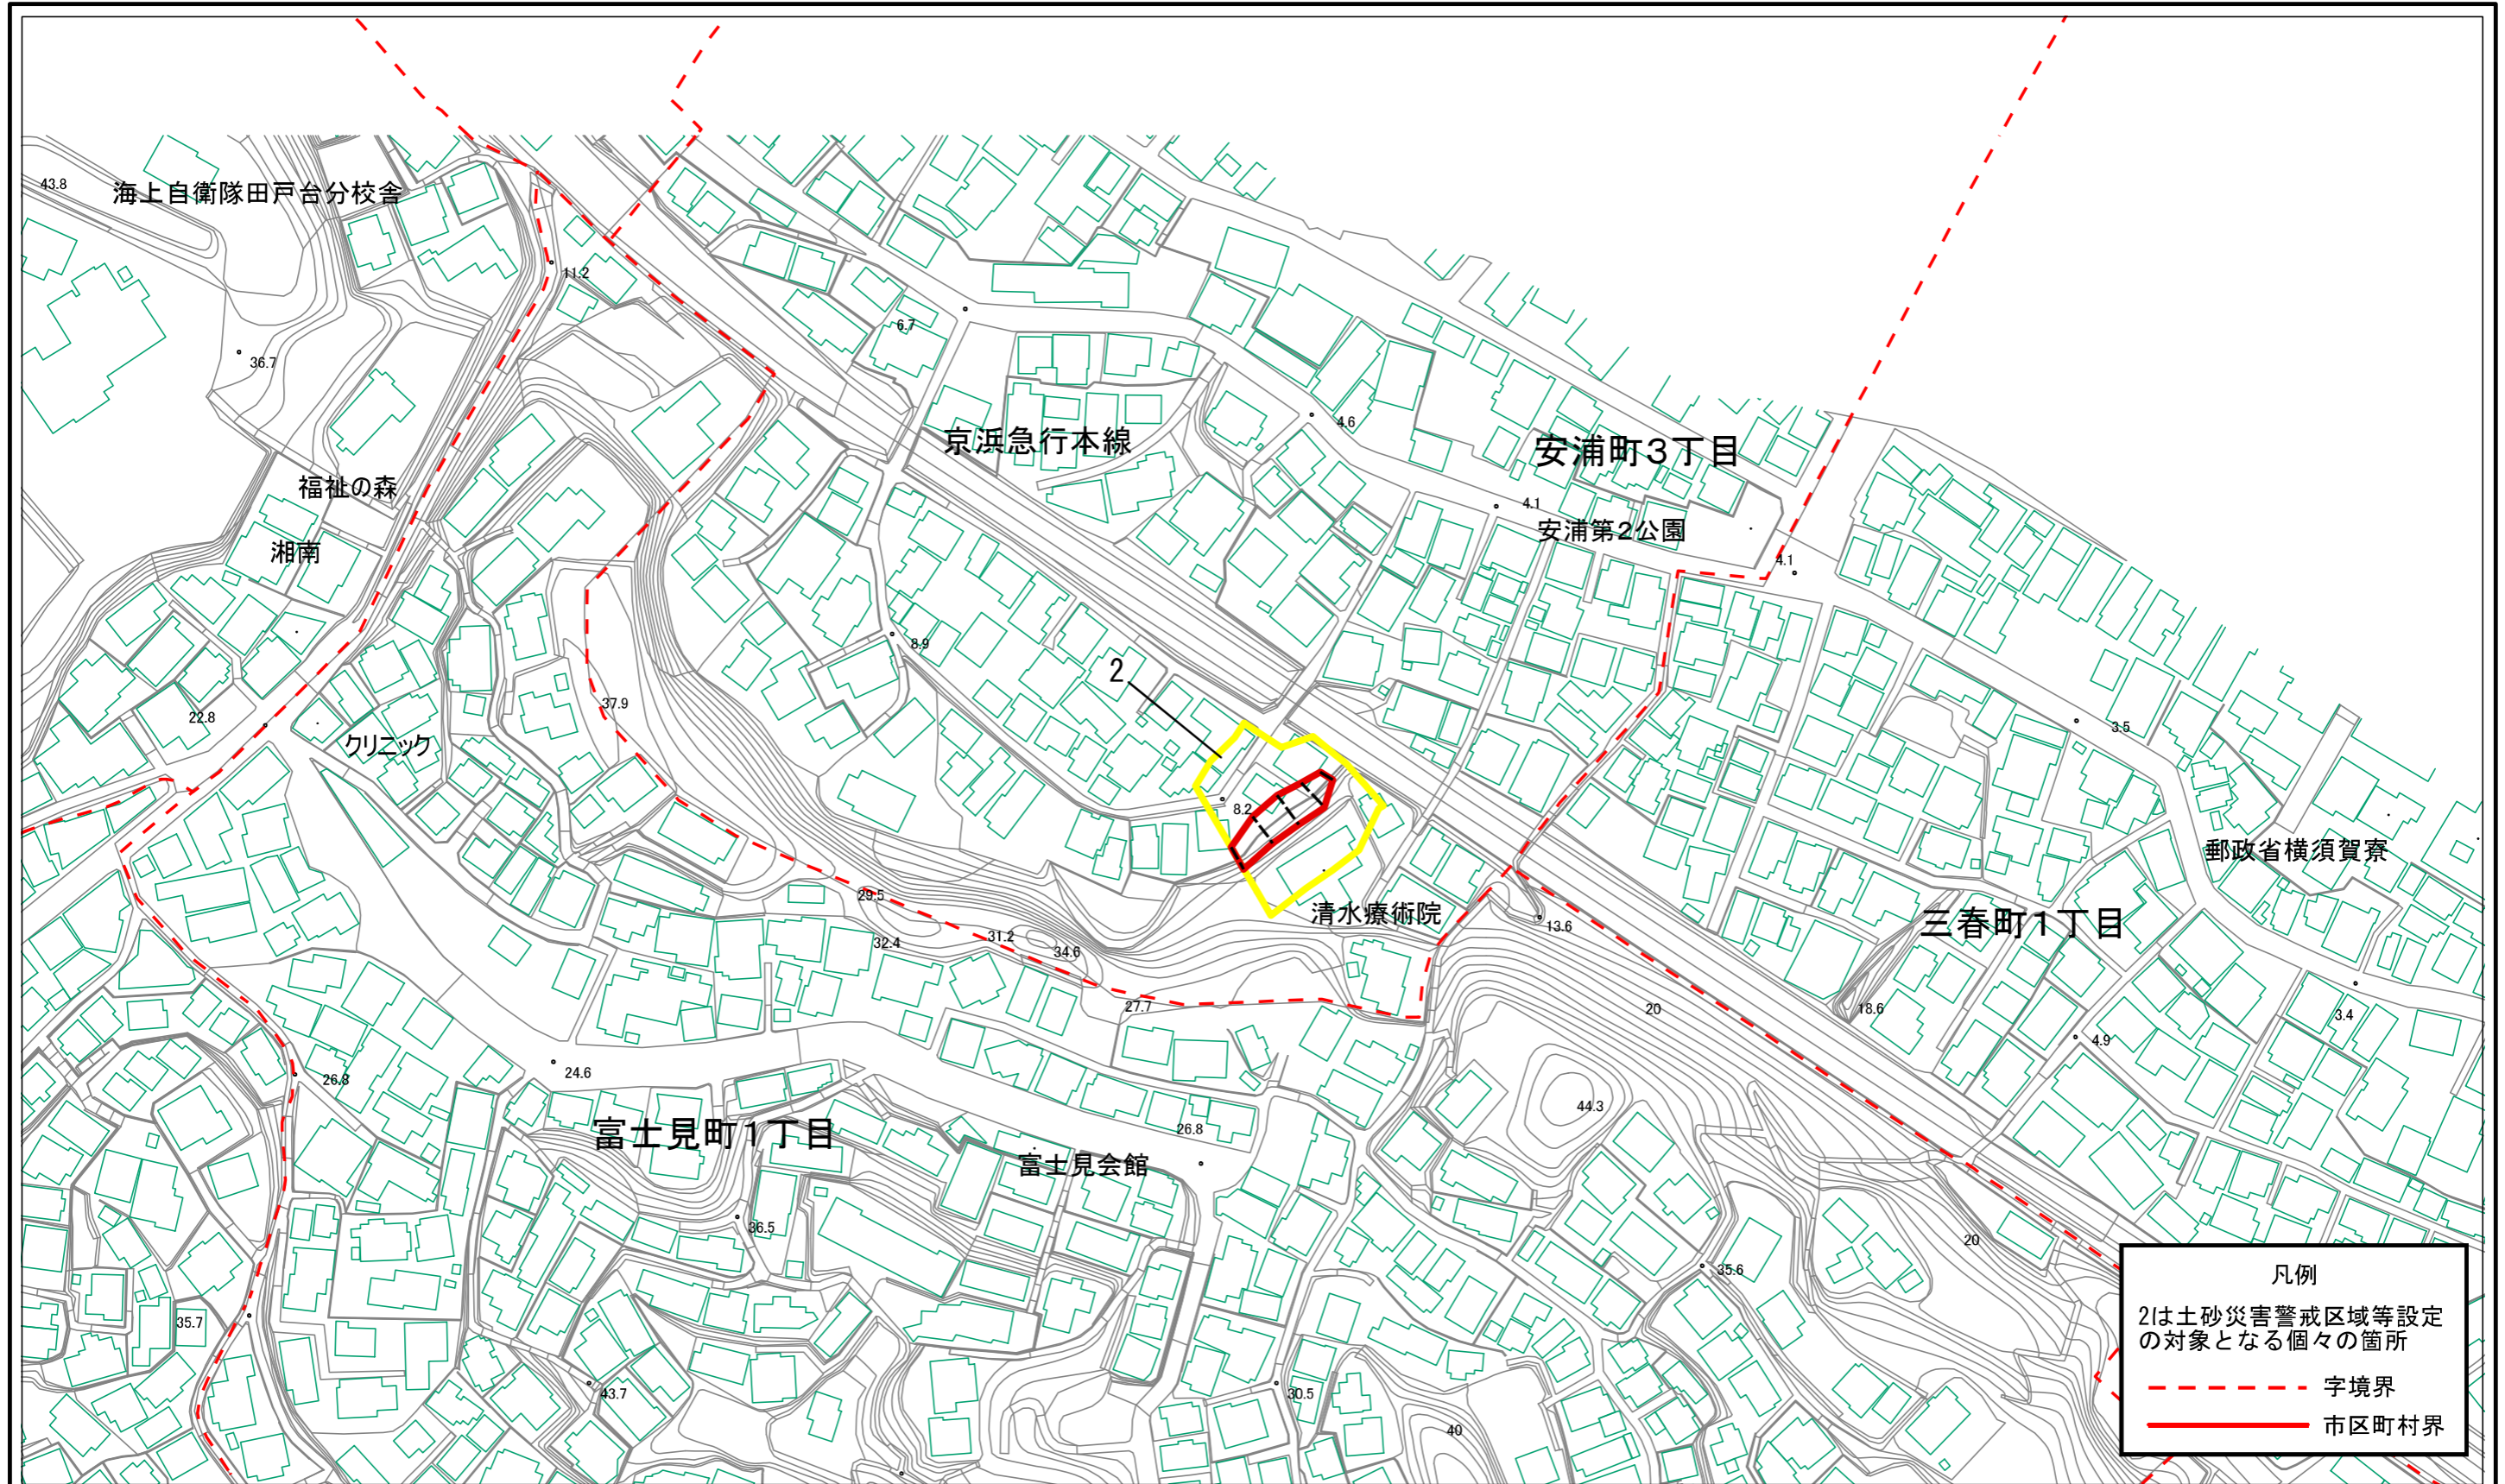 43.8
海上自衛隊田戸台分校舎
11.2
6.7
36.7
4.6
京浜急行本線
安浦町3丁目
福祉の森
4.1
安浦第2公園
湘南
4.1
8.9
2
37.9
22.8
3.5
クリニック
8.2
郵政省横須賀寮
29.5
清水療術院
13.6
三春町1丁目
31.2
32.4
34.6
27.7
20
18.6
3.4
4.9
24.6
26.8
44.3
富士見町1丁目
26.8
富士見会館
36.5
20
35.6
凡例
2は土砂災害警戒区域等設定
の対象となる個々の箇所
35.7
字境界
43.7
30.5
市区町村界
40